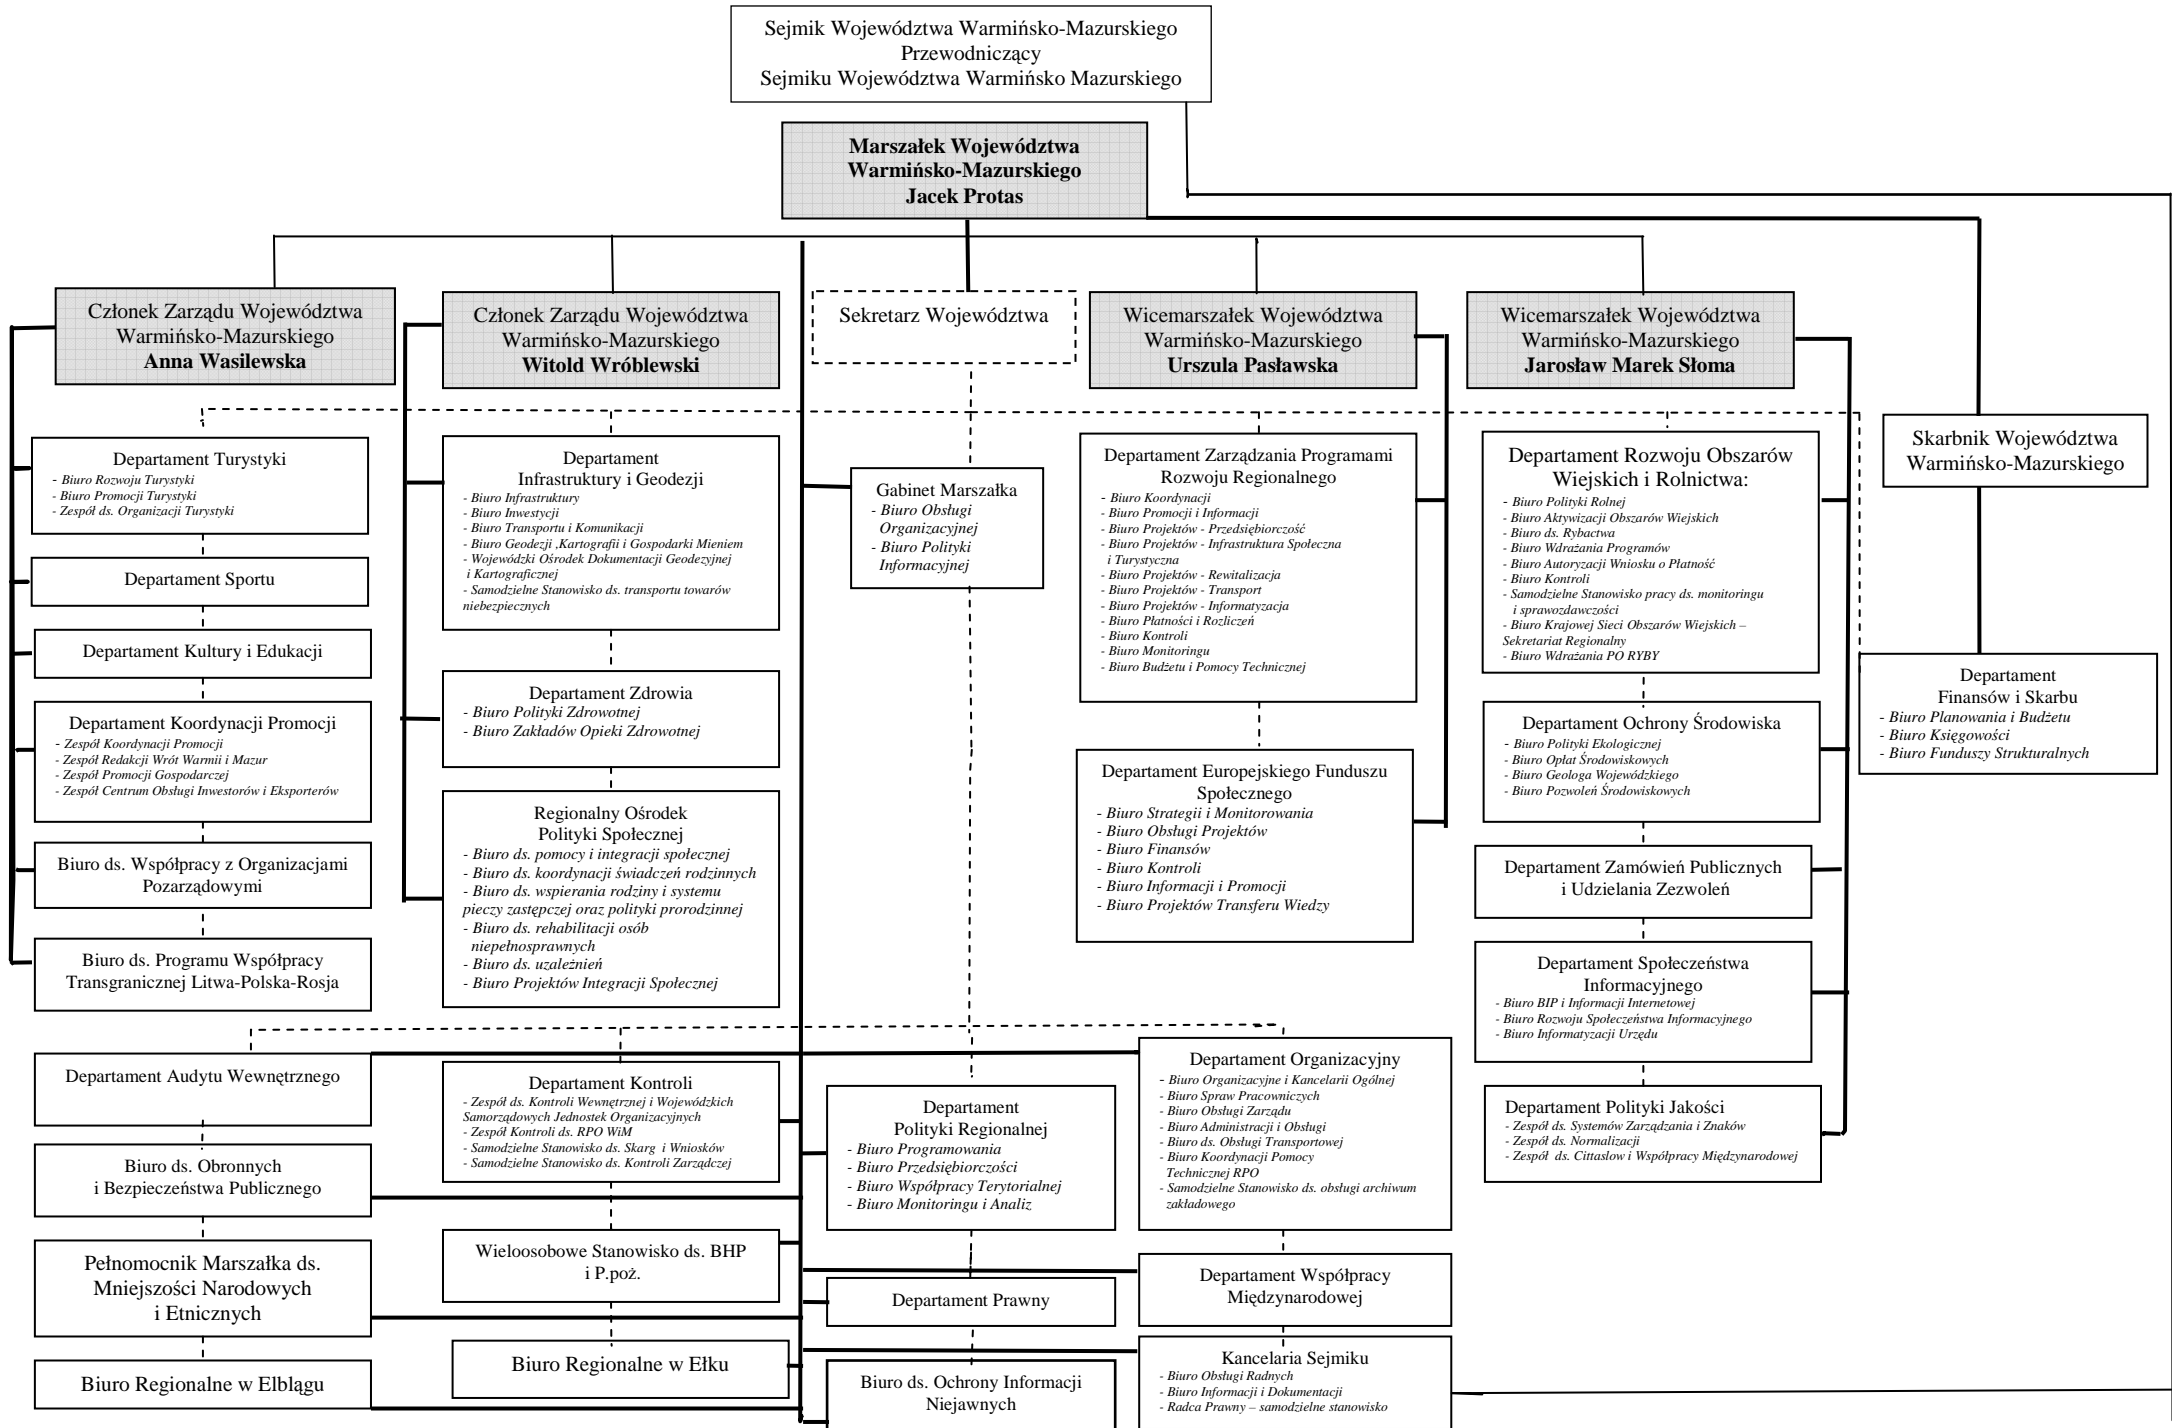 Sejmik Województwa Warmińsko-Mazurskiego
Przewodniczący
Sejmiku Województwa Warmińsko Mazurskiego
Marszałek Województwa
Warmińsko-Mazurskiego
Jacek Protas
Członek Zarządu Województwa
Warmińsko-Mazurskiego
Anna Wasilewska
Członek Zarządu Województwa
Warmińsko-Mazurskiego
Witold Wróblewski
Sekretarz Województwa
Wicemarszałek Województwa
Warmińsko-Mazurskiego
Urszula Pasławska
Wicemarszałek Województwa
Warmińsko-Mazurskiego
Jarosław Marek Słoma
Skarbnik Województwa
Warmińsko-Mazurskiego
Departament Turystyki
- Biuro Rozwoju Turystyki
- Biuro Promocji Turystyki
- Zespół ds. Organizacji Turystyki
Departament Sportu
Departament Kultury i Edukacji
Departament Koordynacji Promocji
- Zespół Koordynacji Promocji
- Zespół Redakcji Wrót Warmii i Mazur
- Zespół Promocji Gospodarczej
- Zespół Centrum Obsługi Inwestorów i Eksporterów
Biuro ds. Współpracy z Organizacjami
Pozarządowymi
Biuro ds. Programu Współpracy
Transgranicznej Litwa-Polska-Rosja
Departament
Infrastruktury i Geodezji
- Biuro Infrastruktury
- Biuro Inwestycji
- Biuro Transportu i Komunikacji
- Biuro Geodezji ,Kartografii i Gospodarki Mieniem
- Wojewódzki Ośrodek Dokumentacji Geodezyjnej
i Kartograficznej
- Samodzielne Stanowisko ds. transportu towarów
niebezpiecznych
Departament Zdrowia
- Biuro Polityki Zdrowotnej
- Biuro Zakładów Opieki Zdrowotnej
Regionalny Ośrodek
Polityki Społecznej
- Biuro ds. pomocy i integracji społecznej
- Biuro ds. koordynacji świadczeń rodzinnych
- Biuro ds. wspierania rodziny i systemu
pieczy zastępczej oraz polityki prorodzinnej
- Biuro ds. rehabilitacji osób
niepełnosprawnych
- Biuro ds. uzależnień
- Biuro Projektów Integracji Społecznej
Gabinet Marszałka
- Biuro Obsługi
Organizacyjnej
- Biuro Polityki
Informacyjnej
Departament Zarządzania Programami
Rozwoju Regionalnego
- Biuro Koordynacji
- Biuro Promocji i Informacji
- Biuro Projektów - Przedsiębiorczość
- Biuro Projektów - Infrastruktura Społeczna
i Turystyczna
- Biuro Projektów - Rewitalizacja
- Biuro Projektów - Transport
- Biuro Projektów - Informatyzacja
- Biuro Płatności i Rozliczeń
- Biuro Kontroli
- Biuro Monitoringu
- Biuro Budżetu i Pomocy Technicznej
Departament Europejskiego Funduszu
Społecznego
- Biuro Strategii i Monitorowania
- Biuro Obsługi Projektów
- Biuro Finansów
- Biuro Kontroli
- Biuro Informacji i Promocji
- Biuro Projektów Transferu Wiedzy
Departament Rozwoju Obszarów
Wiejskich i Rolnictwa:
- Biuro Polityki Rolnej
- Biuro Aktywizacji Obszarów Wiejskich
- Biuro ds. Rybactwa
- Biuro Wdrażania Programów
- Biuro Autoryzacji Wniosku o Płatność
- Biuro Kontroli
- Samodzielne Stanowisko pracy ds. monitoringu
i sprawozdawczości
- Biuro Krajowej Sieci Obszarów Wiejskich –
Sekretariat Regionalny
- Biuro Wdrażania PO RYBY
Departament Ochrony Środowiska
- Biuro Polityki Ekologicznej
- Biuro Opłat Środowiskowych
- Biuro Geologa Wojewódzkiego
- Biuro Pozwoleń Środowiskowych
Departament Zamówień Publicznych
i Udzielania Zezwoleń
Departament Społeczeństwa
Informacyjnego
- Biuro BIP i Informacji Internetowej
- Biuro Rozwoju Społeczeństwa Informacyjnego
- Biuro Informatyzacji Urzędu
Departament Polityki Jakości
- Zespół ds. Systemów Zarządzania i Znaków
- Zespół ds. Normalizacji
- Zespół ds. Cittaslow i Współpracy Międzynarodowej
Departament
Finansów i Skarbu
- Biuro Planowania i Budżetu
- Biuro Księgowości
- Biuro Funduszy Strukturalnych
Departament Audytu Wewnętrznego
Biuro ds. Obronnych
i Bezpieczeństwa Publicznego
Pełnomocnik Marszałka ds.
Mniejszości Narodowych
i Etnicznych
Biuro Regionalne w Elblągu
Departament Kontroli
- Zespół ds. Kontroli Wewnętrznej i Wojewódzkich
Samorządowych Jednostek Organizacyjnych
- Zespół Kontroli ds. RPO WiM
- Samodzielne Stanowisko ds. Skarg i Wniosków
- Samodzielne Stanowisko ds. Kontroli Zarządczej
Wieloosobowe Stanowisko ds. BHP
i P.poż.
Biuro Regionalne w Ełku
Departament
Polityki Regionalnej
- Biuro Programowania
- Biuro Przedsiębiorczości
- Biuro Współpracy Terytorialnej
- Biuro Monitoringu i Analiz
Departament Prawny
Biuro ds. Ochrony Informacji
Niejawnych
Departament Organizacyjny
- Biuro Organizacyjne i Kancelarii Ogólnej
- Biuro Spraw Pracowniczych
- Biuro Obsługi Zarządu
- Biuro Administracji i Obsługi
- Biuro ds. Obsługi Transportowej
- Biuro Koordynacji Pomocy
Technicznej RPO
- Samodzielne Stanowisko ds. obsługi archiwum
zakładowego
Departament Współpracy
Międzynarodowej
Kancelaria Sejmiku
- Biuro Obsługi Radnych
- Biuro Informacji i Dokumentacji
- Radca Prawny – samodzielne stanowisko